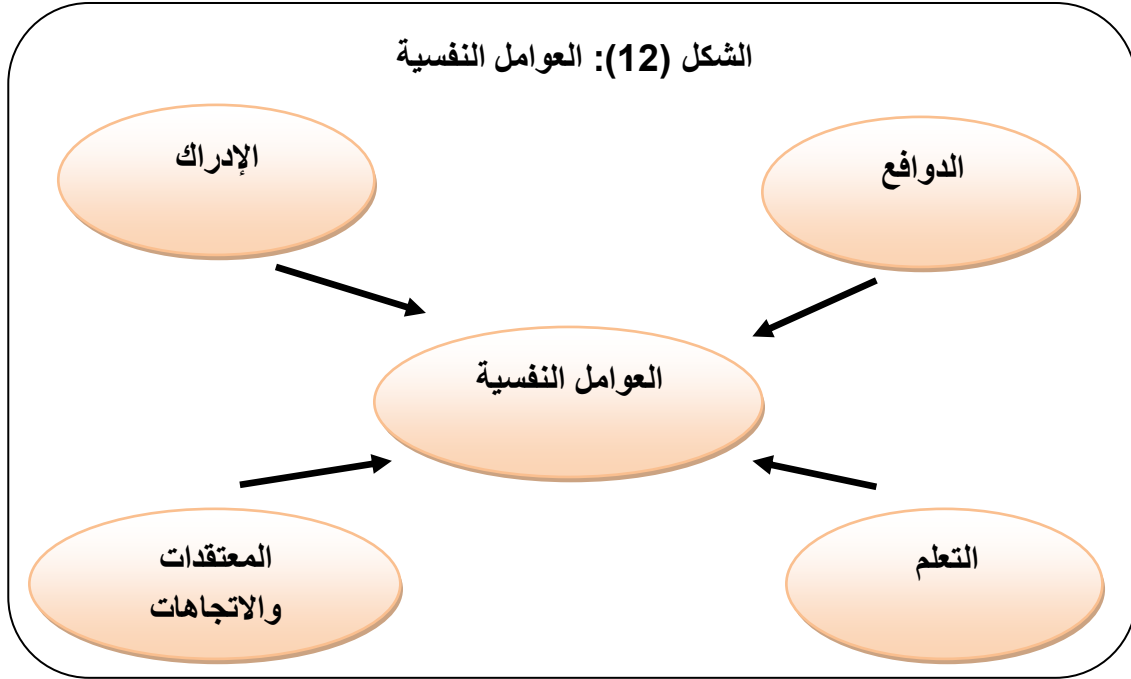 الشكل (12): العوامل النفسية
الدوافع
الإدراك
العوامل النفسية
التعلم
المعتقدات
والاتجاهات